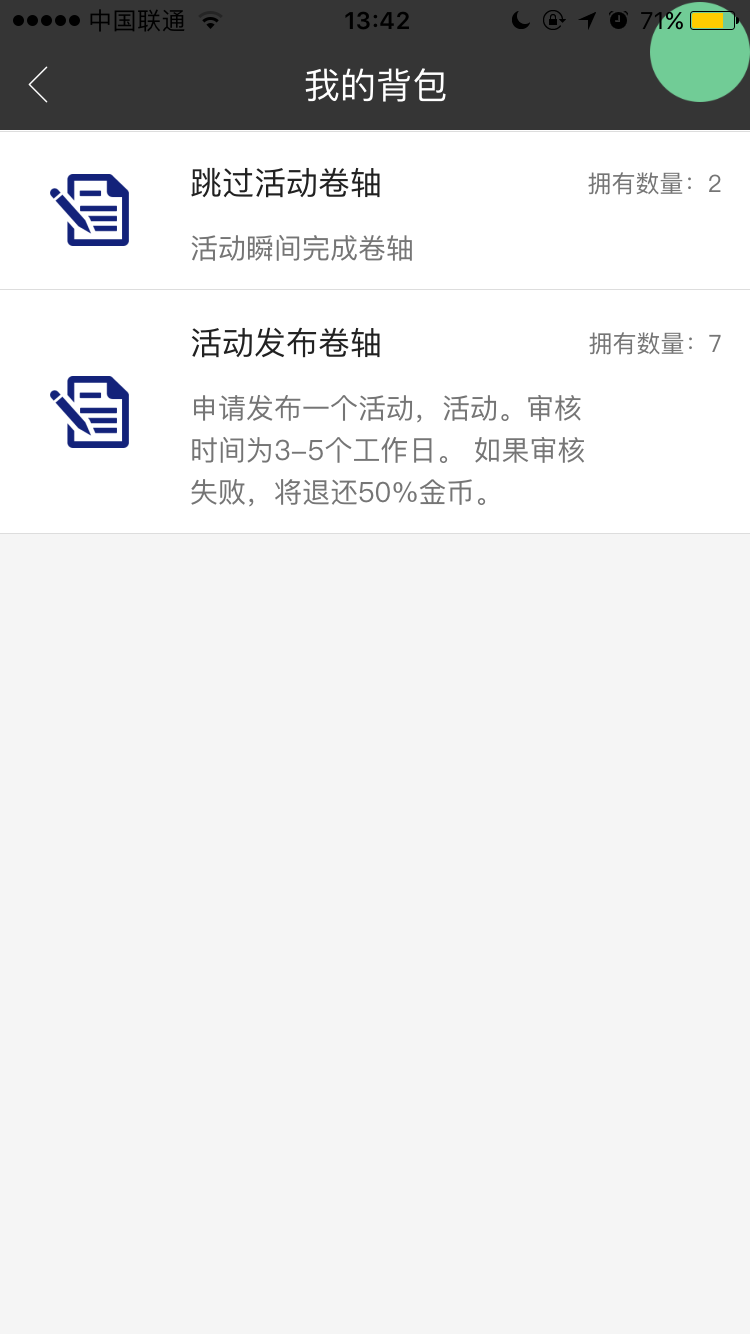 中国联通
13:42
71%
我的背包
跳过活动卷轴
拥有数量：2
活动瞬间完成卷轴
活动发布卷轴
拥有数量：7
申请发布一个活动，活动。审核
时间为3-5个工作日。 如果审核
失败，将退还50%金币。